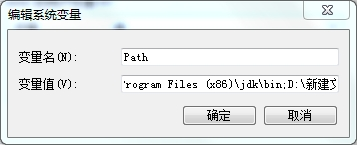 编辑系统变量
变量名(N): Path
变量值(V): rogram Files (x86)\jdk\bin;D:\新建文
确定 取消